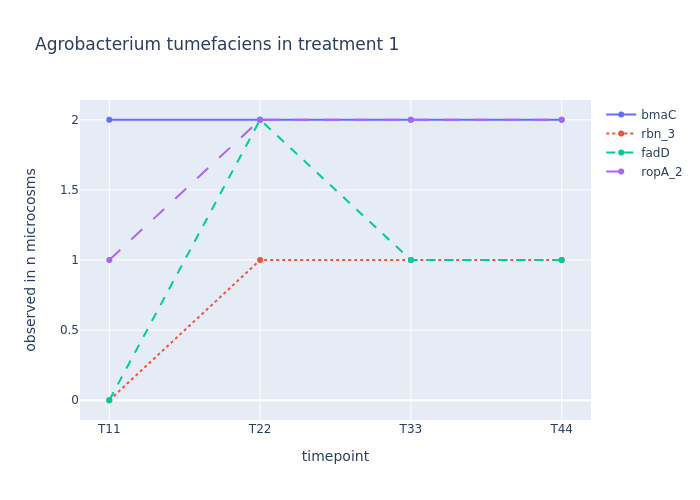 Agrobacterium tumefaciens in treatment 1
bmaC
rbn_3
fadD
ropA_2
observed in n microcosms
2
1.5
1
0.5
0
T11
T22
T33
T44
timepoint